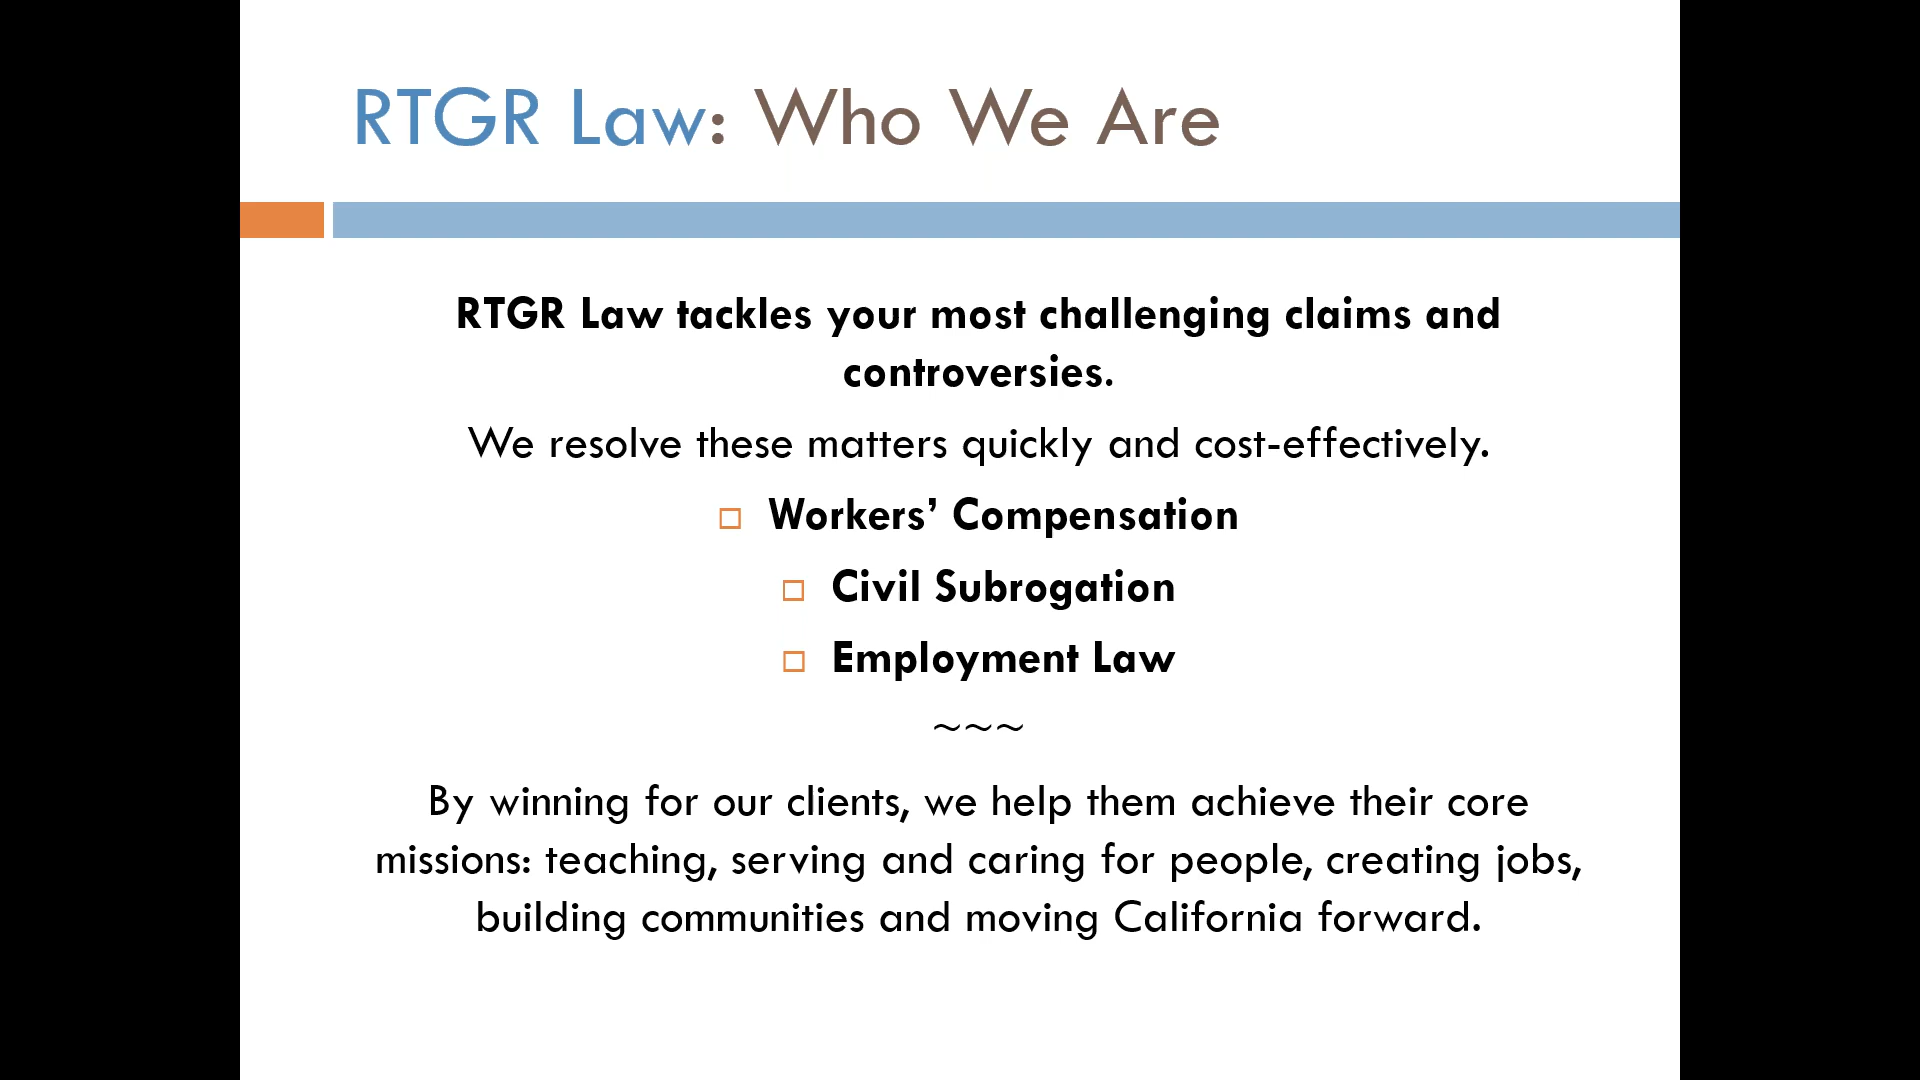 RTGR Law: Who We Are
RTGR Law tackles your most challenging claims and
controversies.
We resolve these matters quickly and cost-effectively.
Workers’ Compensation
Civil Subrogation
Employment Law
~~~
By winning for our clients, we help them achieve their core
missions: teaching, serving and caring for people, creating jobs,
building communities and moving California forward.